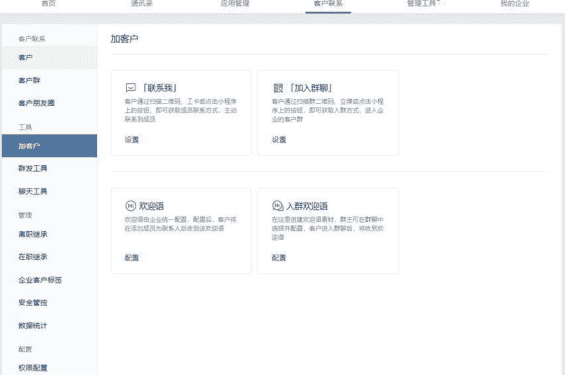 首页 通讯录 应用管理 客户联系 管理工具 我的企业
客户联系
客户
客户群
客户朋友圈
工具
加客户
群发工具
聊天工具
管理
离职继承
在职继承
企业客户标签
安全管控
数据统计
配置
权限配置
加客户
「联系我」
客户通过扫描二维码、工卡或点击小程序
上的按钮，即可获取成员联系方式，主动
联系到成员
设置
「加入群聊」
客户通过扫描群二维码、立牌或点击小程
序上的按钮，即可获取入群方式，进入企
业的客户群
设置
欢迎语
欢迎语由企业统一配置，配置后，客户将
在添加成员为联系人后收到该欢迎语
配置
入群欢迎语
在这里创建欢迎语素材，群主可在群聊中
选择并配置，客户进入群聊后，将收到欢
迎语
配置